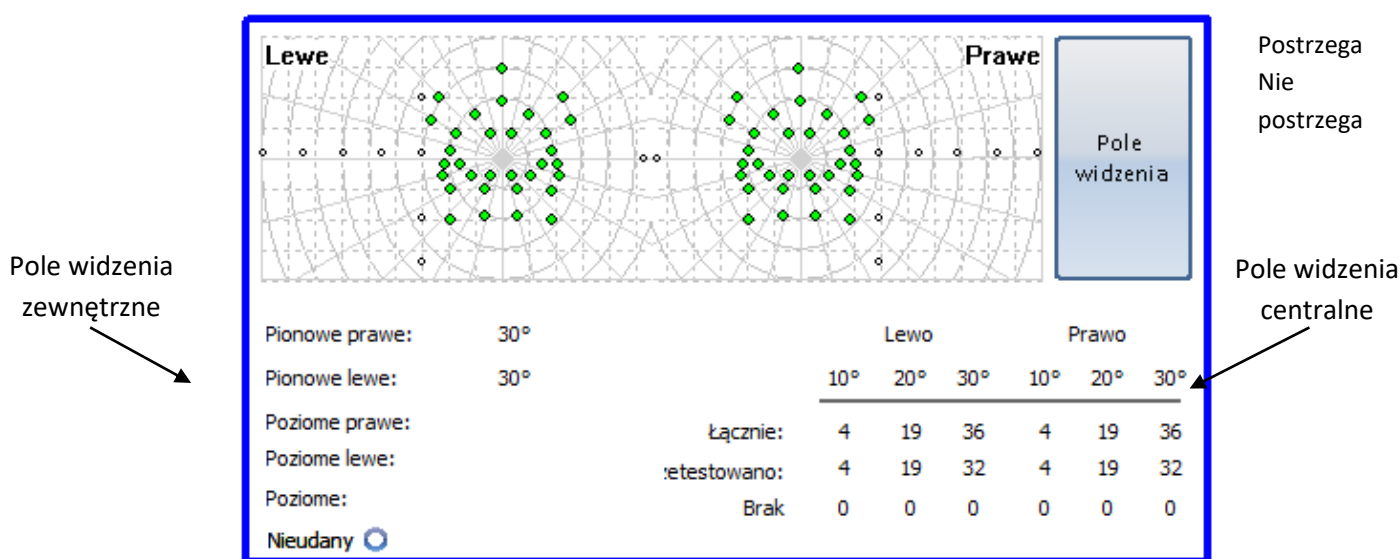 Lewe
Prawe
Pole
widzenia
Postrzega
Nie
postrzega
Pole widzenia
zewnętrzne
Pole widzenia
centralne
Pionowe prawe: 30°
Pionowe lewe: 30°
Poziome prawe:
Poziome lewe:
Poziome:
Nieudany
Lewo Prawo
10° 20° 30° 10° 20° 30°
Łącznie: 4 19 36 4 19 36
etestowano: 4 19 32 4 19 32
Brak 0 0 0 0 0 0